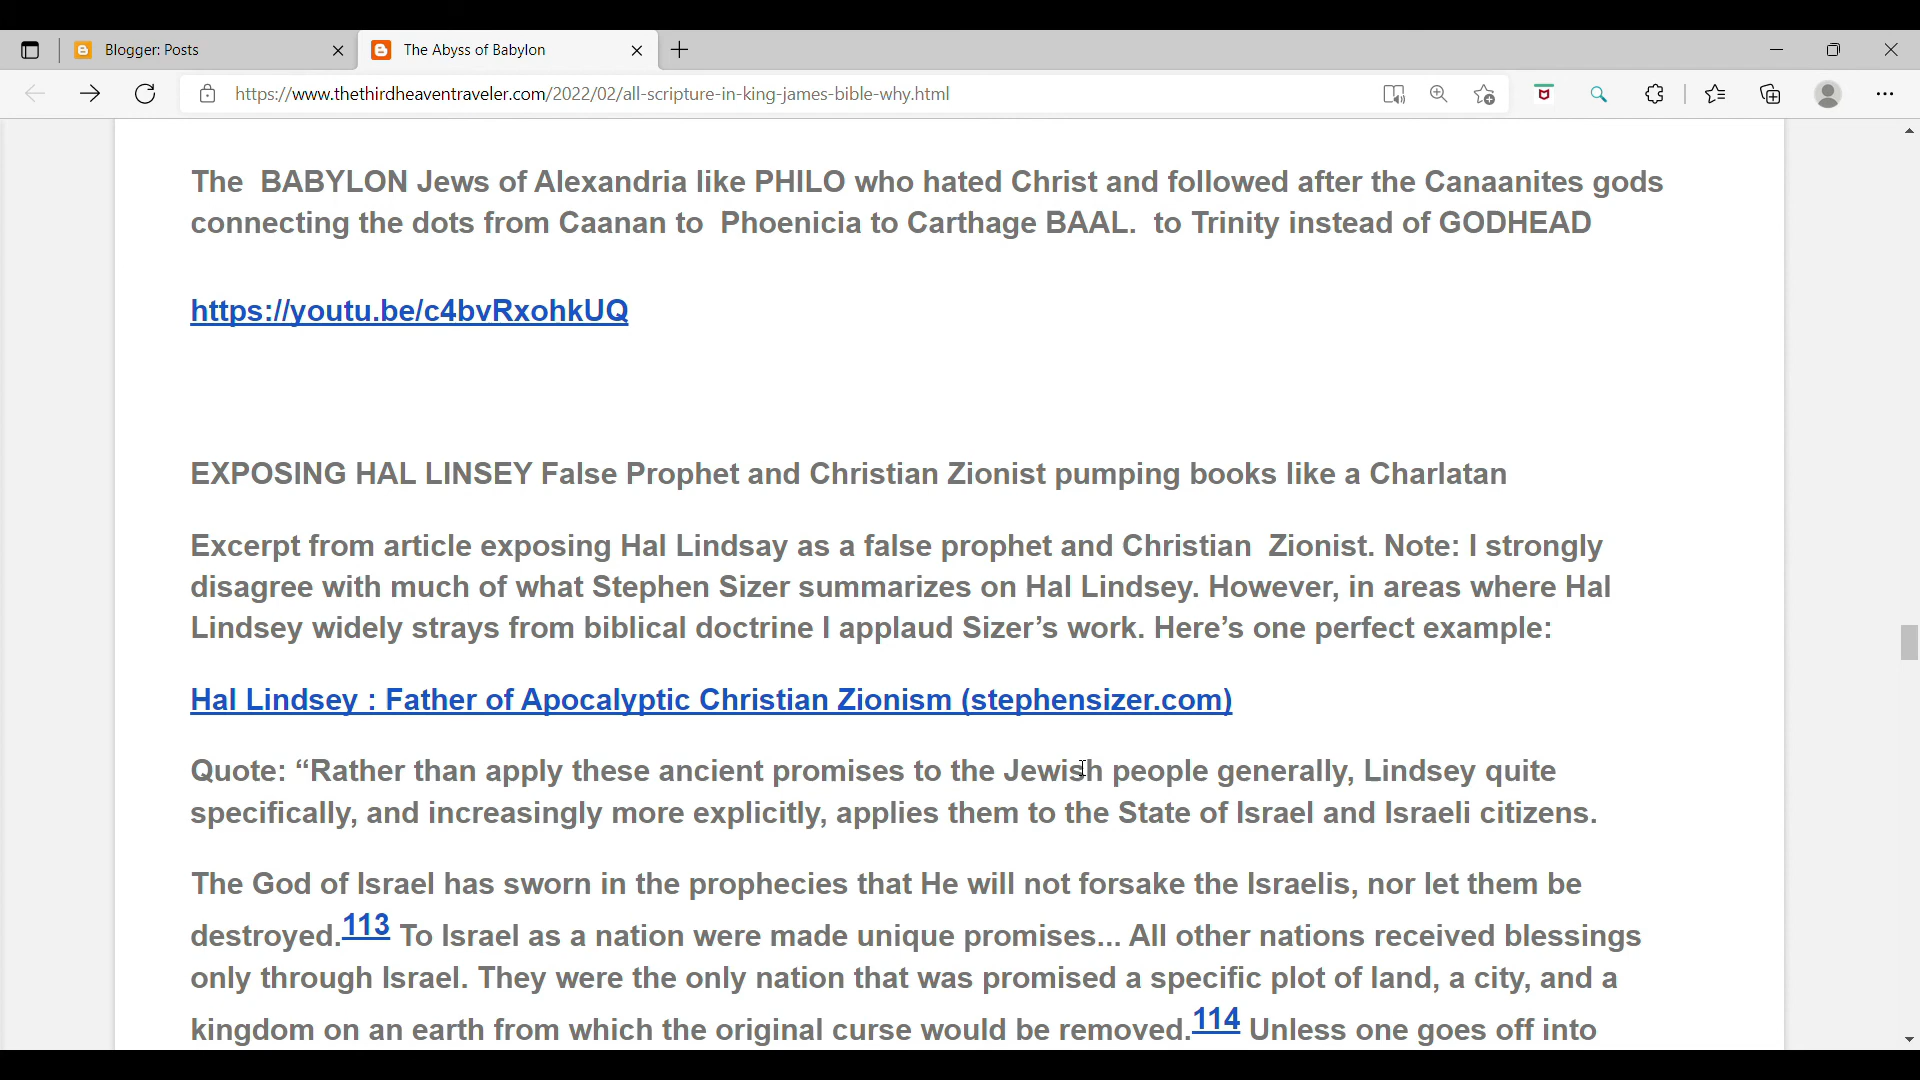 Blogger: Posts
The Abyss of Babylon
https://www.thethirdheaventraveler.com/2022/02/all-scripture-in-king-james-bible-why.html
The BABYLON Jews of Alexandria like PHILO who hated Christ and followed after the Canaanites gods
connecting the dots from Caanan to Phoenicia to Carthage BAAL. to Trinity instead of GODHEAD
https://youtu.be/c4bvRxohkUQ
EXPOSING HAL LINSEY False Prophet and Christian Zionist pumping books like a Charlatan
Excerpt from article exposing Hal Lindsay as a false prophet and Christian Zionist. Note: I strongly
disagree with much of what Stephen Sizer summarizes on Hal Lindsey. However, in areas where Hal
Lindsey widely strays from biblical doctrine I applaud Sizer’s work. Here’s one perfect example:
Hal Lindsey : Father of Apocalyptic Christian Zionism (stephensizer.com)
Quote: “Rather than apply these ancient promises to the Jewish people generally, Lindsey quite
specifically, and increasingly more explicitly, applies them to the State of Israel and Israeli citizens.
The God of Israel has sworn in the prophecies that He will not forsake the Israelis, nor let them be
destroyed.113 To Israel as a nation were made unique promises... All other nations received blessings
only through Israel. They were the only nation that was promised a specific plot of land, a city, and a
kingdom on an earth from which the original curse would be removed.114 Unless one goes off into